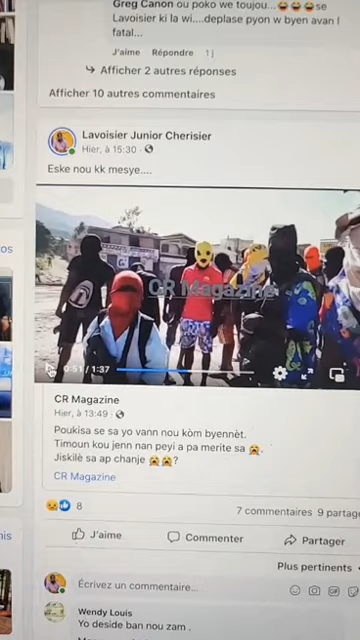 Greg Canon ou poko we toujou...😂😂😂se
Lavoisier ki la wi....deplase pyon w byen avan l
fatal...
J'aime Répondre 1 j
Afficher 2 autres réponses
Afficher 10 autres commentaires
Lavoisier Junior Cherisier
Hier, à 15:30 ·
Eske nou kk mesye....
CR Magazine
0:51 / 1:37
CR Magazine
Hier, à 13:49 ·
Poukisa se sa yo vann nou kòm byennèt.
Timoun kou jenn nan peyi a pa merite sa 😭.
Jiskilè sa ap chanje 😭😭?
CR Magazine
8
7 commentaires 9 partag
J'aime
Commenter
Partager
Plus pertinents
Écrivez un commentaire...
Wendy Louis
Yo deside ban nou zam .